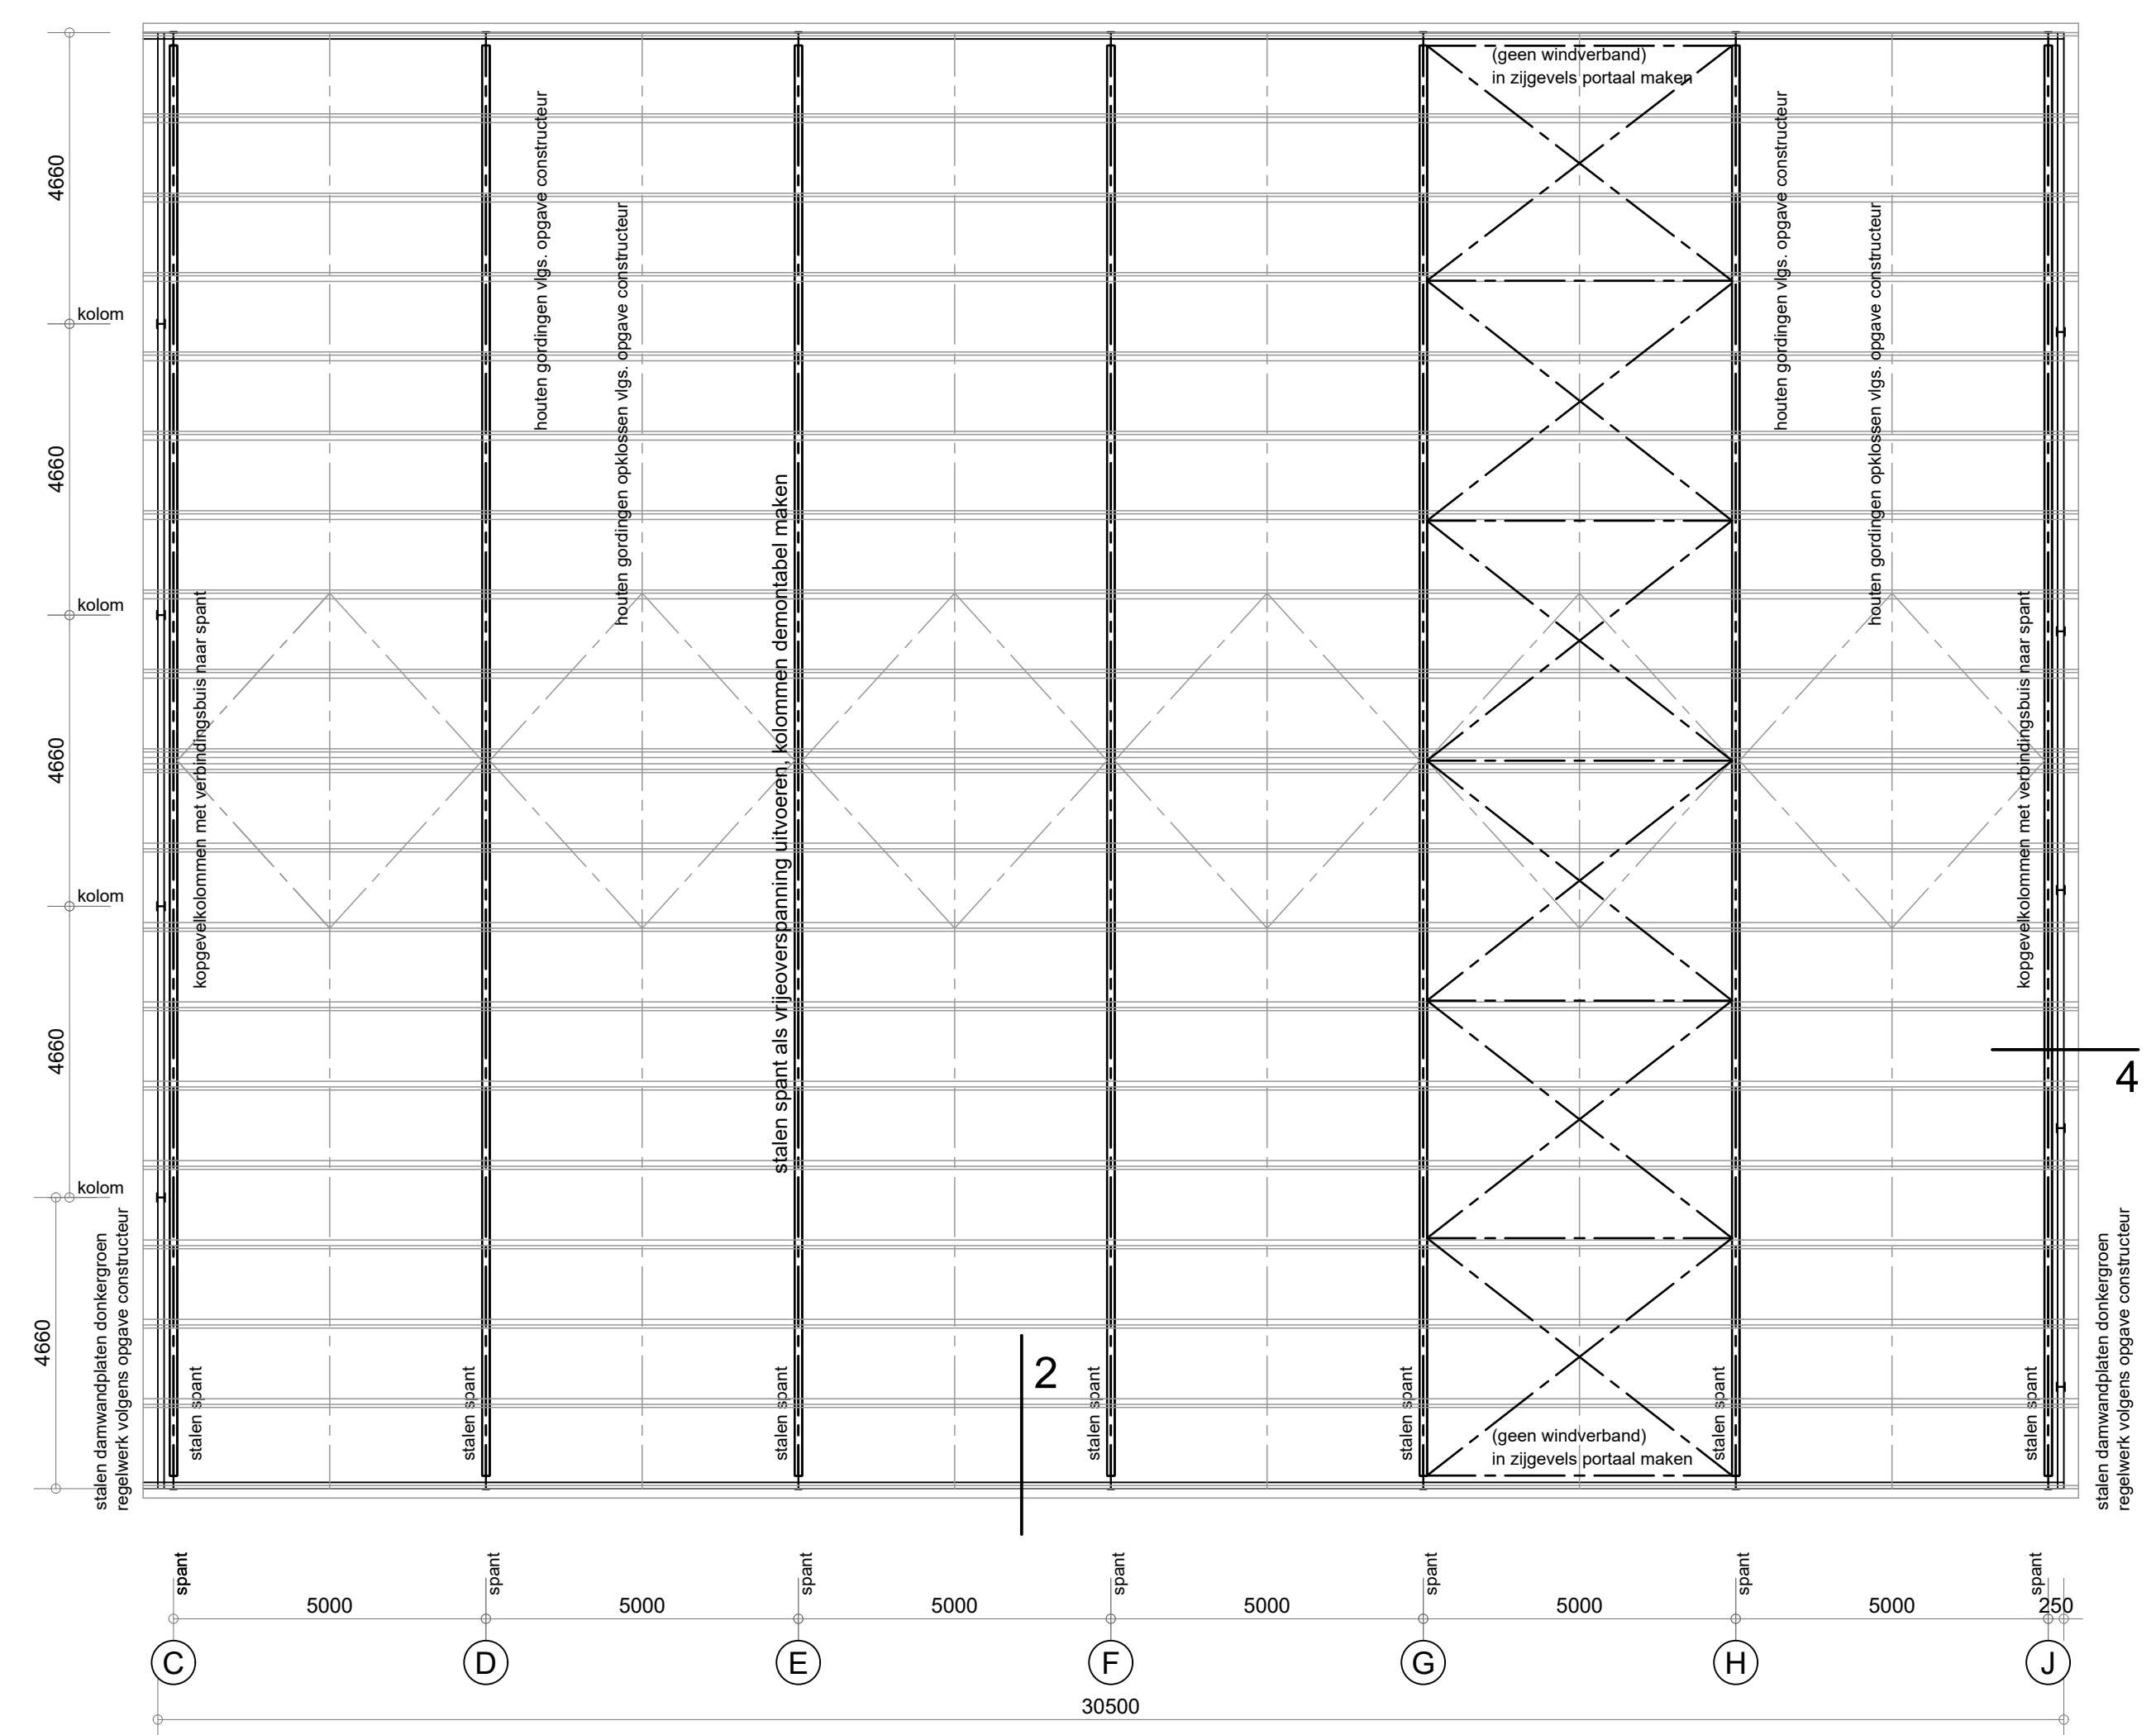 (geen windverband)
in zijgevels portaal maken
houten gordingen vlgs. opgave constructeur
houten gordingen opklossen vlgs. opgave constructeur
houten gordingen vlgs. opgave constructeur
houten gordingen opklossen vlgs. opgave constructeur
4660
kolom
4660
kolom
4660
kolom
4660
kolom
4660
kopgevelkolommen met verbindingsbuis naar spant
stalen spant als vrijeoverspanning uitvoeren, kolommen demontabel maken
kopgevelkolommen met verbindingsbuis naar spant
4
stalen damwandplaten donkergroen
regelwerk volgens opgave constructeur
stalen spant
stalen spant
stalen spant
2
stalen spant
stalen spant
(geen windverband)
in zijgevels portaal maken
stalen spant
stalen spant
stalen damwandplaten donkergroen
regelwerk volgens opgave constructeur
spant
spant
spant
spant
spant
spant
spant
5000
5000
5000
5000
5000
5000
250
C
D
E
F
G
H
J
30500